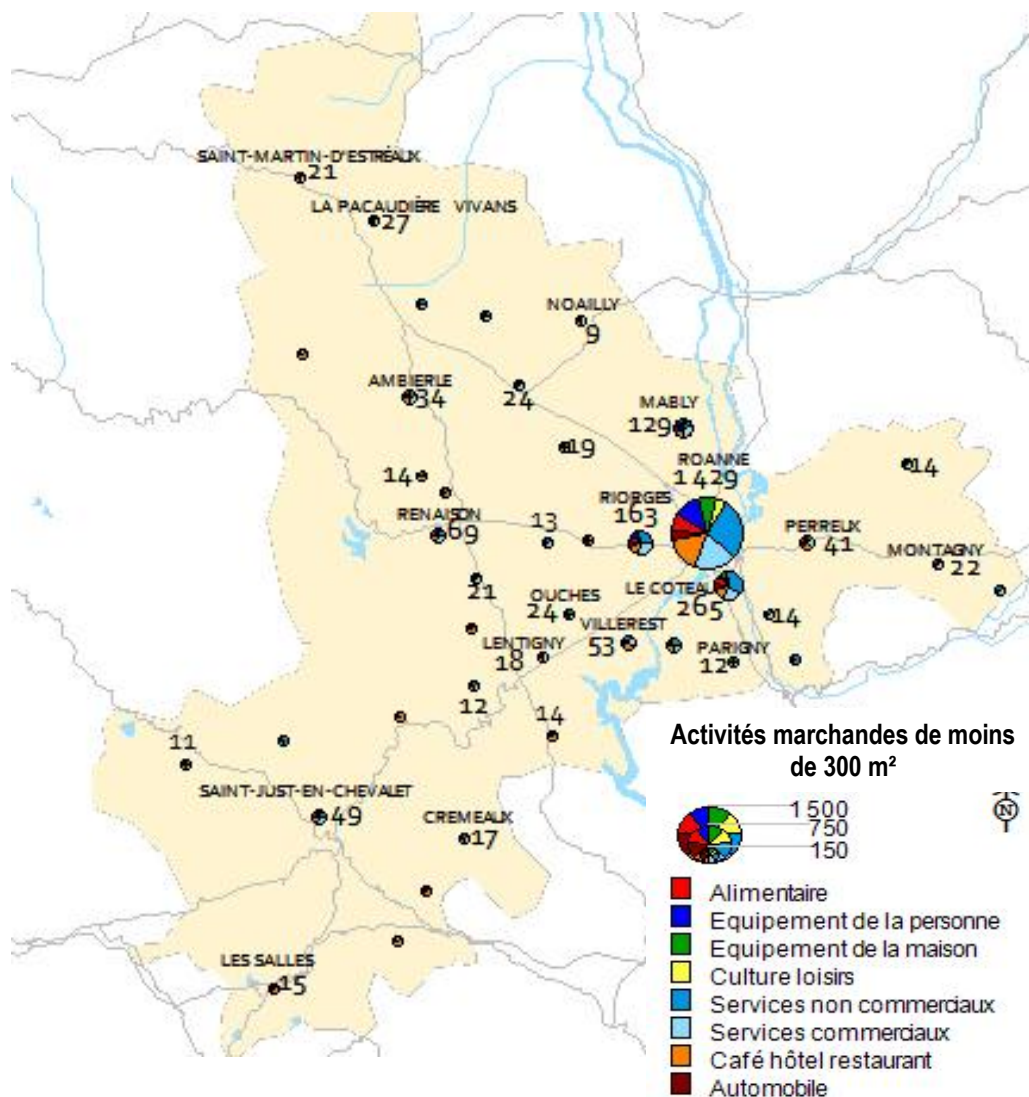 SAINT-MARTIN-D'ESTRÉAUX
21
LA PACAUDIÈRE VIVANS
27
NOAILLY
9
AMBIERLE
34
24
MABLY
129
19
ROANNE
1429
14
14
RIORGES
163
RENAISON
69
13
PERREUX
41
MONTAGNY
22
21
OUCHES
24
LE COTEAU
265
14
VILLEREST
53
LENTIGNY
18
PARIGNY
12
12
14
11
SAINT-JUST-EN-CHEVALET
49
CREMEAUX
17
LES SALLES
15
Activités marchandes de moins
de 300 m²
1 500
750
150
N
Alimentaire
Equipement de la personne
Equipement de la maison
Culture loisirs
Services non commerciaux
Services commerciaux
Café hôtel restaurant
Automobile